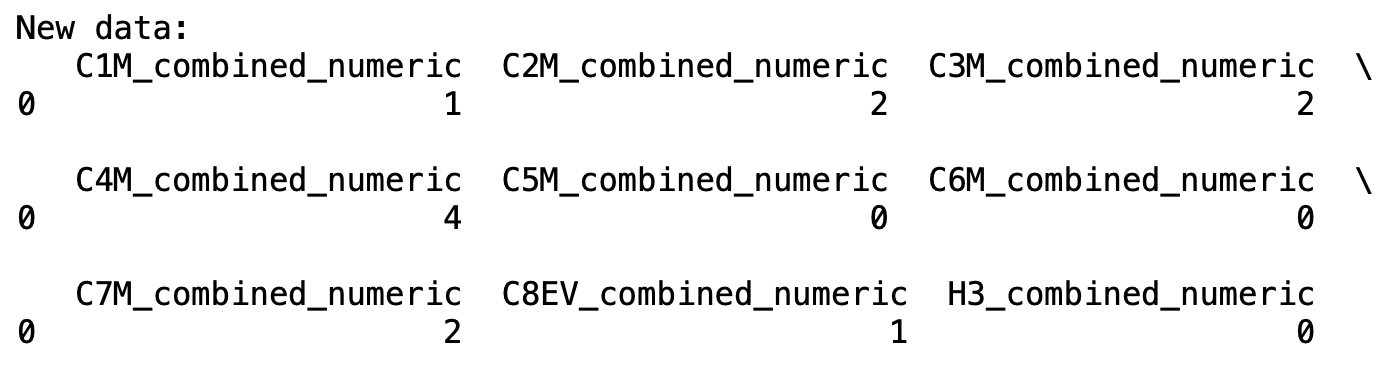 New data:
   C1M_combined_numeric  C2M_combined_numeric  C3M_combined_numeric  \
0                     1                     2                     2

   C4M_combined_numeric  C5M_combined_numeric  C6M_combined_numeric  \
0                     4                     0                     0

   C7M_combined_numeric  C8EV_combined_numeric  H3_combined_numeric
0                     2                      1                    0